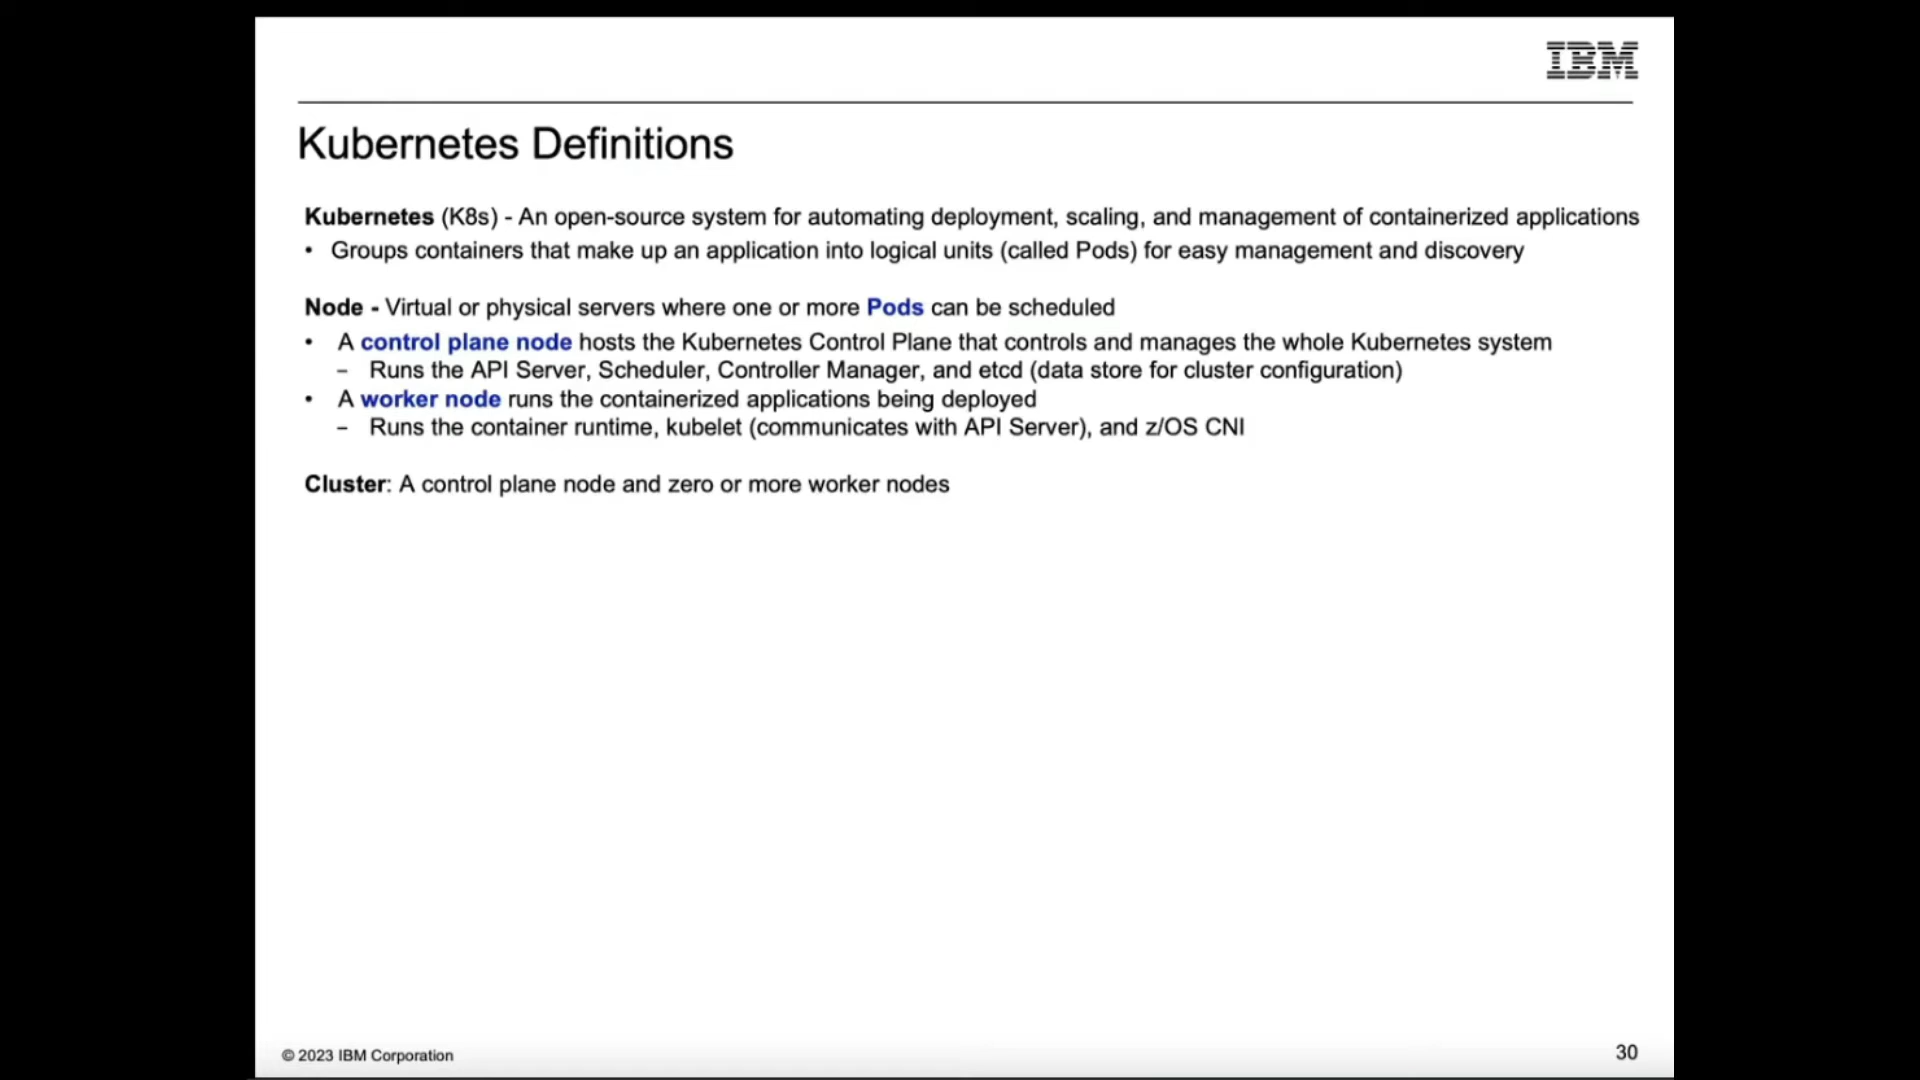 IBM
Kubernetes Definitions
Kubernetes (K8s) - An open-source system for automating deployment, scaling, and management of containerized applications
• Groups containers that make up an application into logical units (called Pods) for easy management and discovery
Node - Virtual or physical servers where one or more Pods can be scheduled
• A control plane node hosts the Kubernetes Control Plane that controls and manages the whole Kubernetes system
– Runs the API Server, Scheduler, Controller Manager, and etcd (data store for cluster configuration)
• A worker node runs the containerized applications being deployed
– Runs the container runtime, kubelet (communicates with API Server), and z/OS CNI
Cluster: A control plane node and zero or more worker nodes
© 2023 IBM Corporation
30